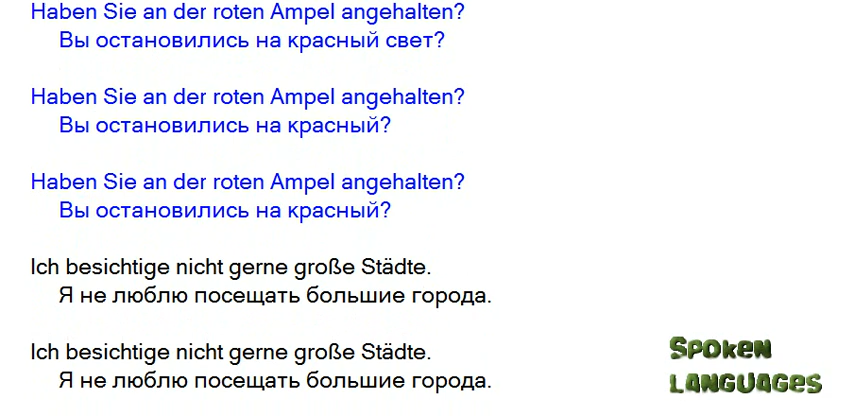 Haben Sie an der roten Ampel angehalten?
Вы остановились на красный свет?
Haben Sie an der roten Ampel angehalten?
Вы остановились на красный?
Haben Sie an der roten Ampel angehalten?
Вы остановились на красный?
Ich besichtige nicht gerne große Städte.
Я не люблю посещать большие города.
Ich besichtige nicht gerne große Städte.
Я не люблю посещать большие города.
Spoken
Languages